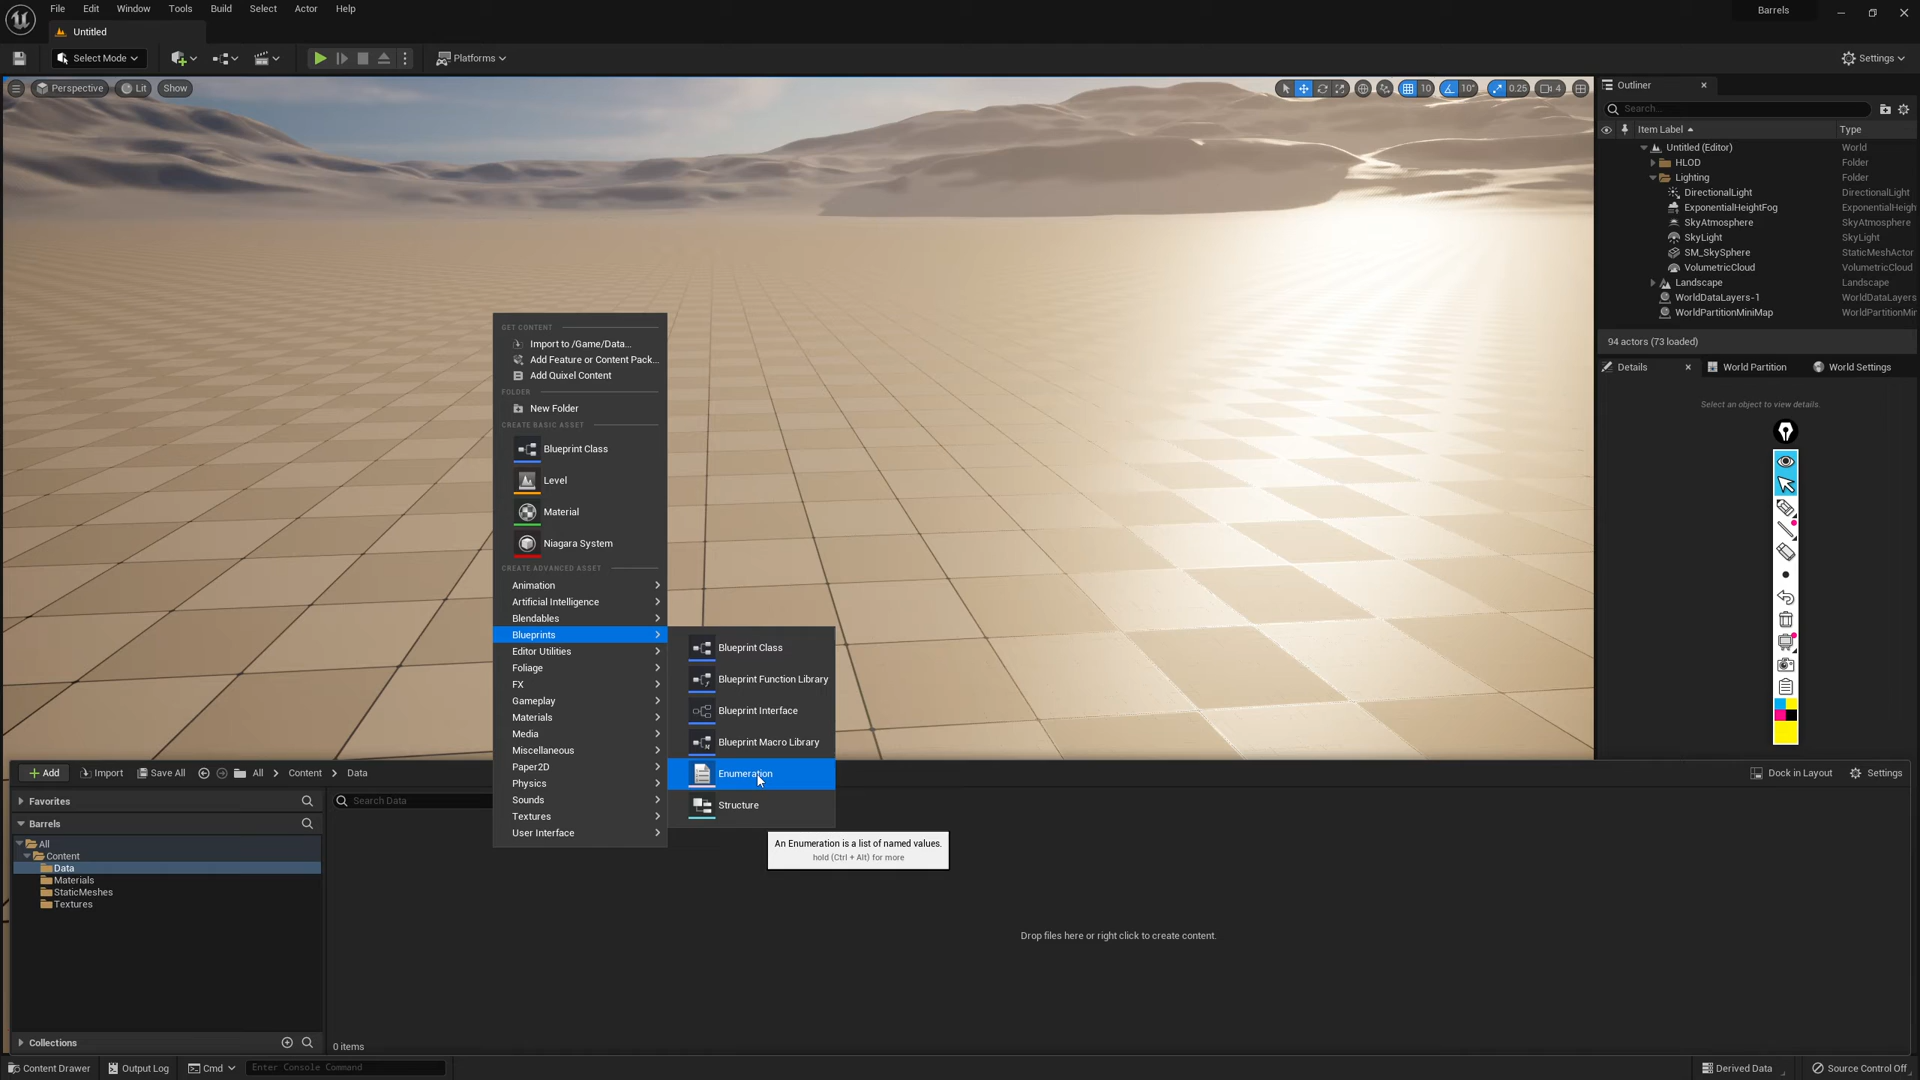 File Edit Window Tools Build Select Actor Help
Barrels
Untitled
Select Mode
Platforms
Settings
Perspective
Lit
Show
10
10°
0.25
4
Outliner
Search...
Item Label
Type
Untitled (Editor)
World
HLOD
Folder
Lighting
Folder
DirectionalLight
DirectionalLight
ExponentialHeightFog
ExponentialHeigh
SkyAtmosphere
SkyAtmosphere
SkyLight
SkyLight
SM_SkySphere
StaticMeshActor
VolumetricCloud
VolumetricCloud
Landscape
Landscape
WorldDataLayers-1
WorldDataLayers
WorldPartitionMiniMap
WorldPartitionMin
94 actors (73 loaded)
Details
World Partition
World Settings
Select an object to view details.
GET CONTENT
Import to /Game/Data...
Add Feature or Content Pack...
Add Quixel Content
FOLDER
New Folder
CREATE BASIC ASSET
Blueprint Class
Level
Material
Niagara System
CREATE ADVANCED ASSET
Animation
Artificial Intelligence
Blendables
Blueprints
Editor Utilities
Foliage
FX
Gameplay
Materials
Media
Miscellaneous
Paper2D
Physics
Sounds
Textures
User Interface
Blueprint Class
Blueprint Function Library
Blueprint Interface
Blueprint Macro Library
Enumeration
Structure
An Enumeration is a list of named values.
hold (Ctrl + Alt) for more
Add
Import
Save All
All
Content
Data
Dock in Layout
Settings
Favorites
Search Data
Barrels
All
Content
Data
Materials
StaticMeshes
Textures
Drop files here or right click to create content.
Collections
0 items
Content Drawer
Output Log
Cmd
Enter Console Command
Derived Data
Source Control Off